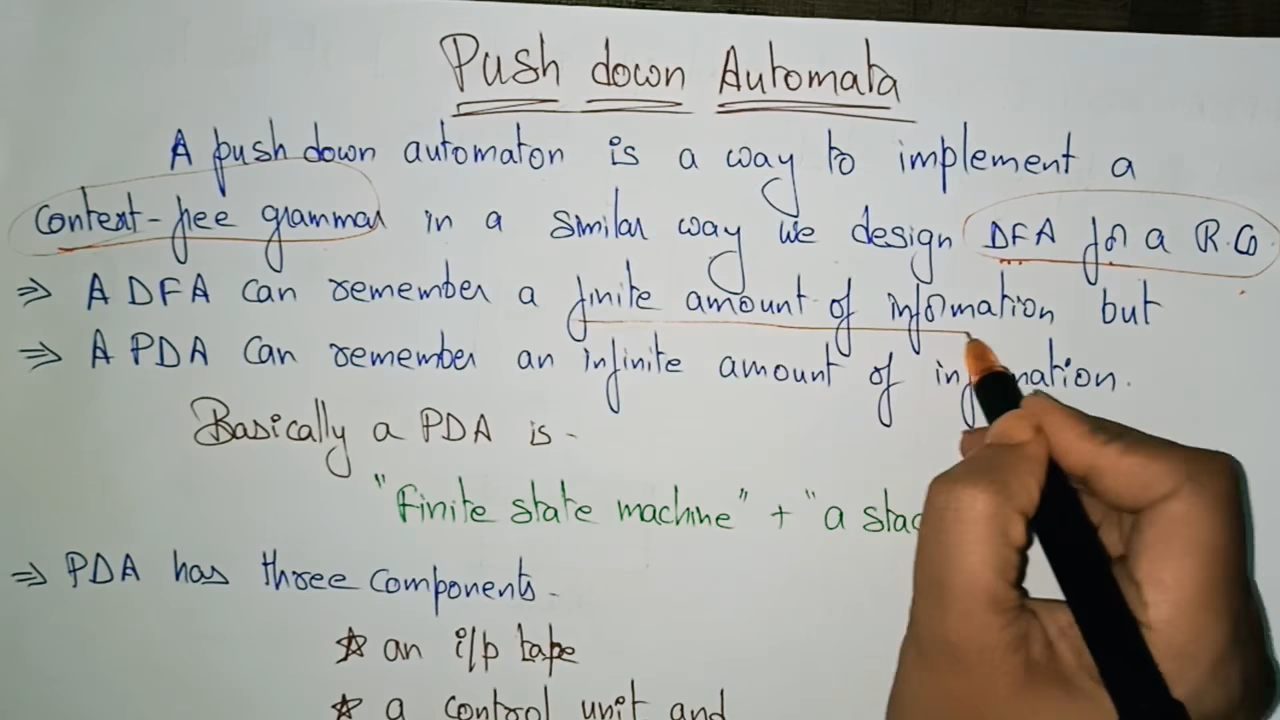 Push down Automata
A push down automaton is a way to implement a
Context-free grammar in a similar way we design DFA for a R.G
⇒ A DFA can remember a finite amount of information but
⇒ A PDA can remember an infinite amount of information.
Basically a PDA is -
"Finite state machine" + "a stac
⇒ PDA has three components -
☆ an i/p tape
☆ a control unit and